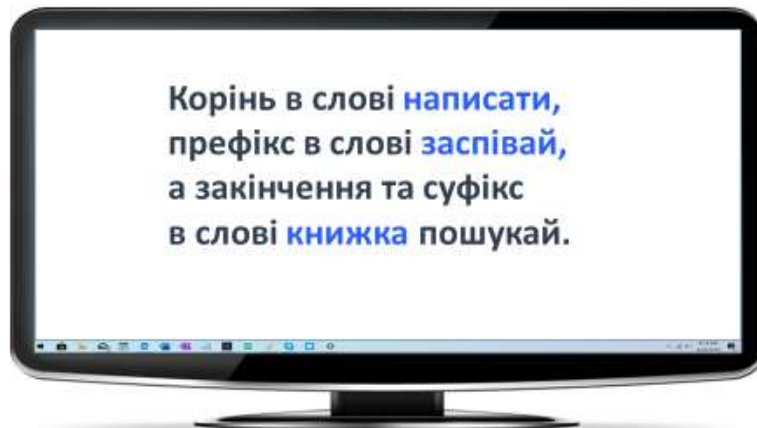 Корінь в слові написати,
префікс в слові заспівай,
а закінчення та суфікс
в слові книжка пошукай.